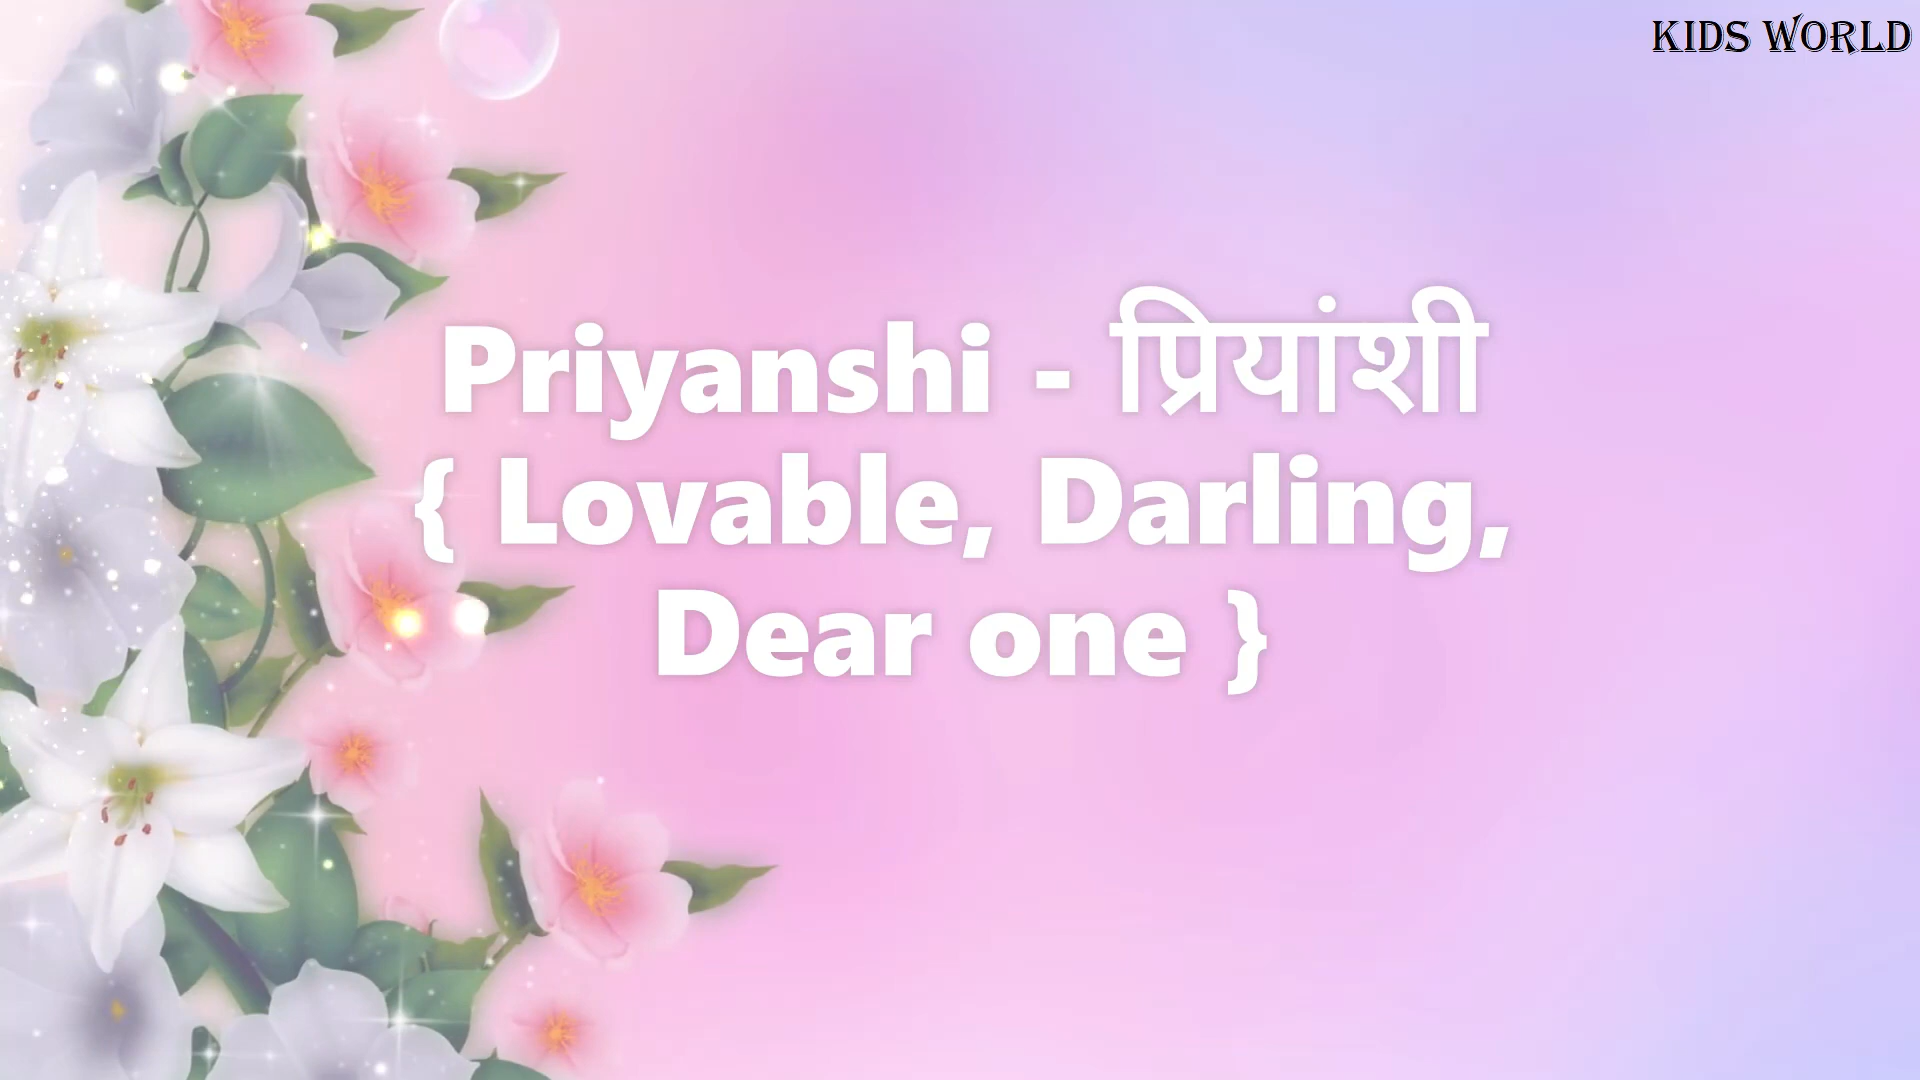 KIDS WORLD
Priyanshi - प्रियांशी
{ Lovable, Darling,
Dear one }